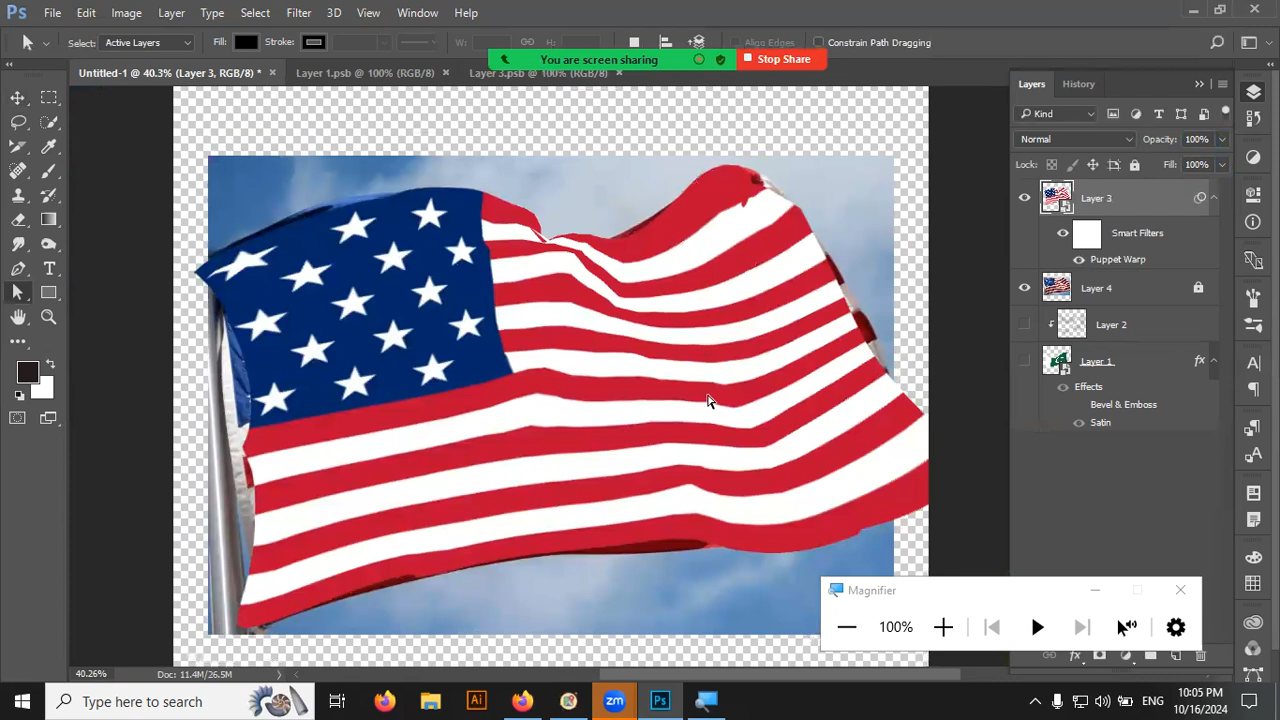 Ps File Edit Image Layer Type Select Filter 3D View Window Help
Select: Active Layers Fill: Stroke: W: H: Align Edges Constrain Path Dragging
You are screen sharing Stop Share
Untitled-1 @ 40.3% (Layer 3, RGB/8) * × Layer 1.psb @ 100% (RGB/8) × Layer 3.psb @ 100% (RGB/8) ×
Layers History
Kind
Normal Opacity: 100%
Lock: Fill: 100%
Layer 3
Smart Filters
Puppet Warp
Layer 4
Layer 2
Layer 1 fx
Effects
Bevel & Emboss
Satin
Magnifier
100%
40.26% Doc: 11.4M/26.5M
Type here to search
Ai zm Ps
ENG
10:05 PM
10/16/2024